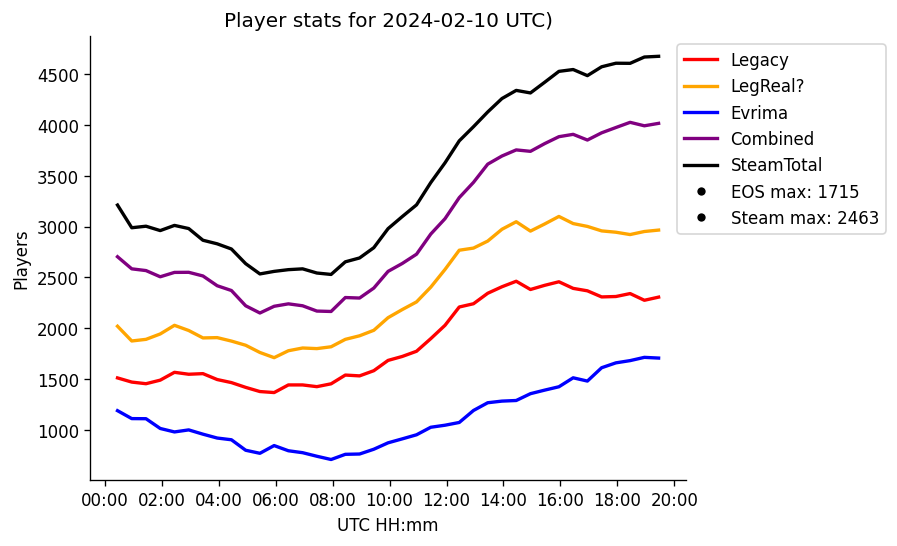 Player stats for 2024-02-10 UTC)
Legacy
LegReal?
Evrima
Combined
SteamTotal
EOS max: 1715
Steam max: 2463
Players
4500
4000
3500
3000
2500
2000
1500
1000
00:00 02:00 04:00 06:00 08:00 10:00 12:00 14:00 16:00 18:00 20:00
UTC HH:mm